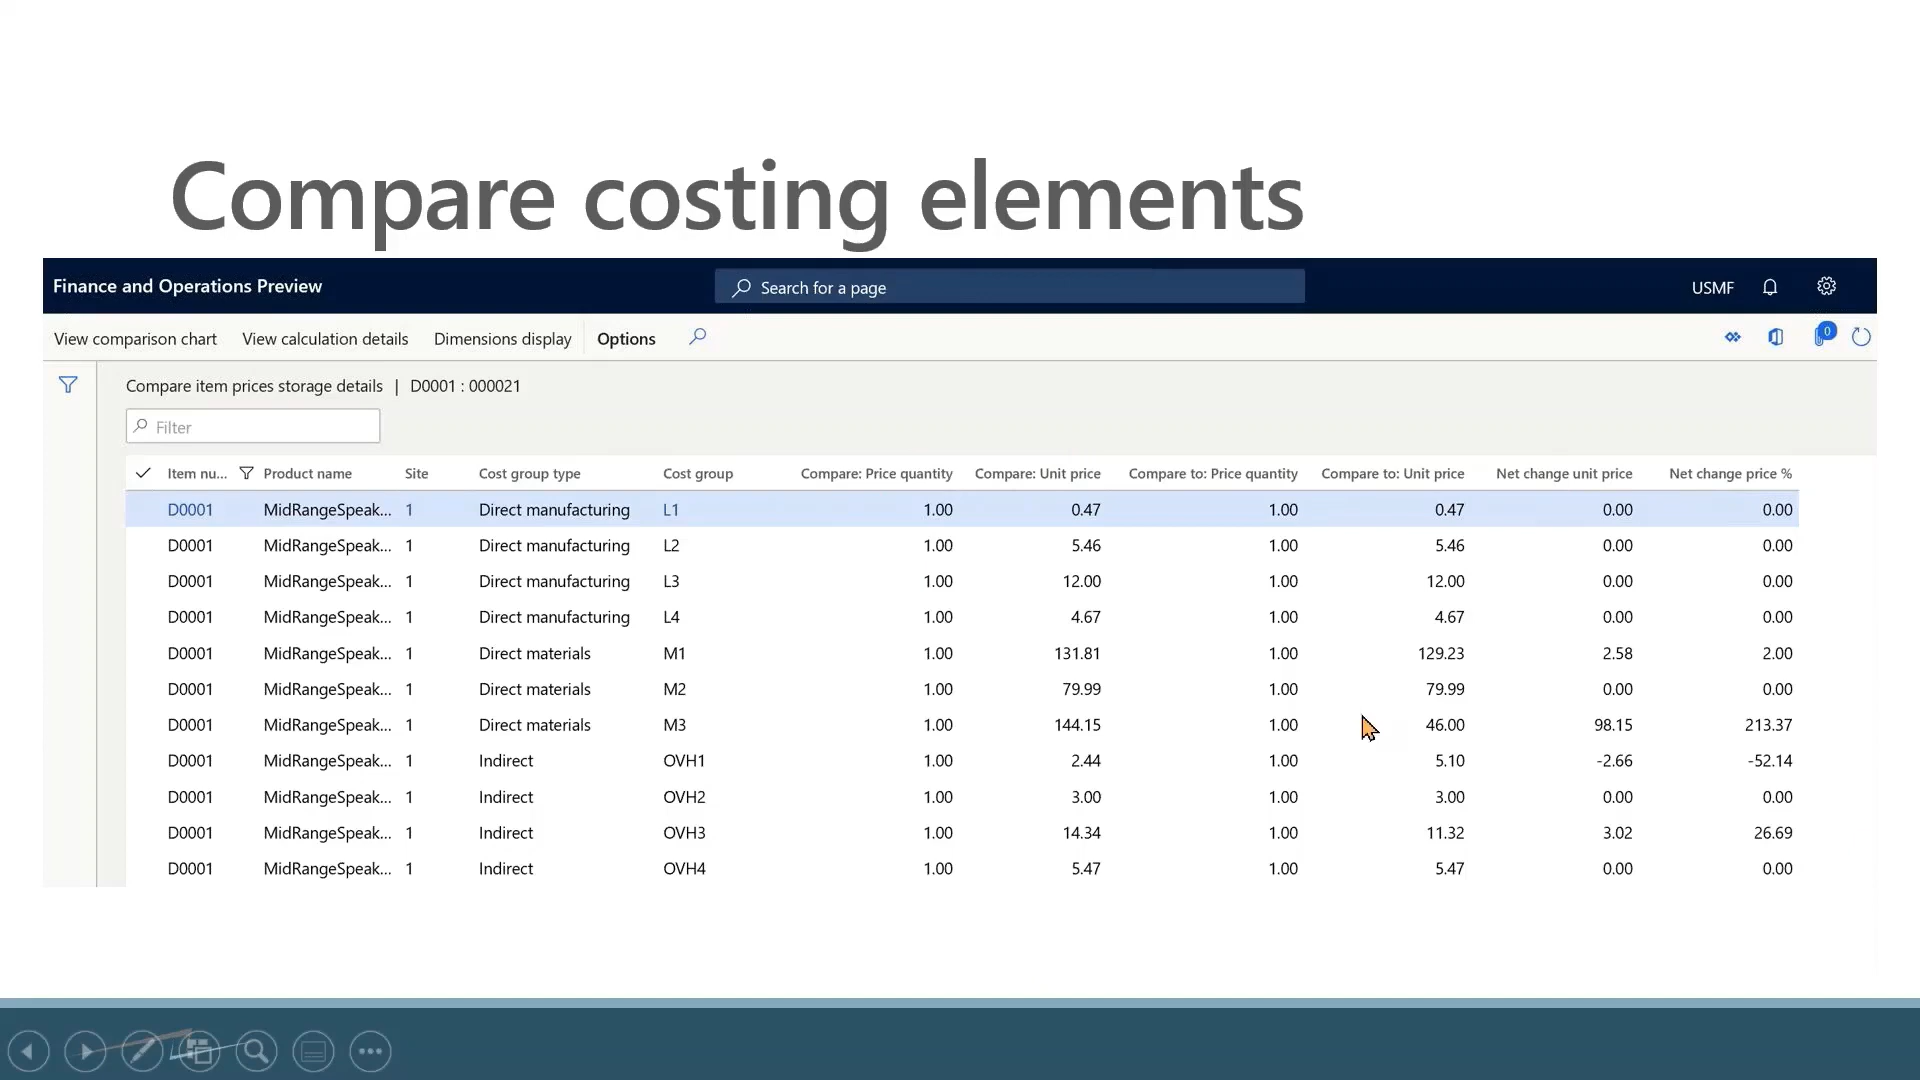 Compare costing elements
Finance and Operations Preview Search for a page USMF
View comparison chart View calculation details Dimensions display Options 0
Compare item prices storage details | D0001 : 000021
Filter
Item nu... Product name Site Cost group type Cost group Compare: Price quantity Compare: Unit price Compare to: Price quantity Compare to: Unit price Net change unit price Net change price %
D0001 MidRangeSpeak... 1 Direct manufacturing L1 1.00 0.47 1.00 0.47 0.00 0.00
D0001 MidRangeSpeak... 1 Direct manufacturing L2 1.00 5.46 1.00 5.46 0.00 0.00
D0001 MidRangeSpeak... 1 Direct manufacturing L3 1.00 12.00 1.00 12.00 0.00 0.00
D0001 MidRangeSpeak... 1 Direct manufacturing L4 1.00 4.67 1.00 4.67 0.00 0.00
D0001 MidRangeSpeak... 1 Direct materials M1 1.00 131.81 1.00 129.23 2.58 2.00
D0001 MidRangeSpeak... 1 Direct materials M2 1.00 79.99 1.00 79.99 0.00 0.00
D0001 MidRangeSpeak... 1 Direct materials M3 1.00 144.15 1.00 46.00 98.15 213.37
D0001 MidRangeSpeak... 1 Indirect OVH1 1.00 2.44 1.00 5.10 -2.66 -52.14
D0001 MidRangeSpeak... 1 Indirect OVH2 1.00 3.00 1.00 3.00 0.00 0.00
D0001 MidRangeSpeak... 1 Indirect OVH3 1.00 14.34 1.00 11.32 3.02 26.69
D0001 MidRangeSpeak... 1 Indirect OVH4 1.00 5.47 1.00 5.47 0.00 0.00